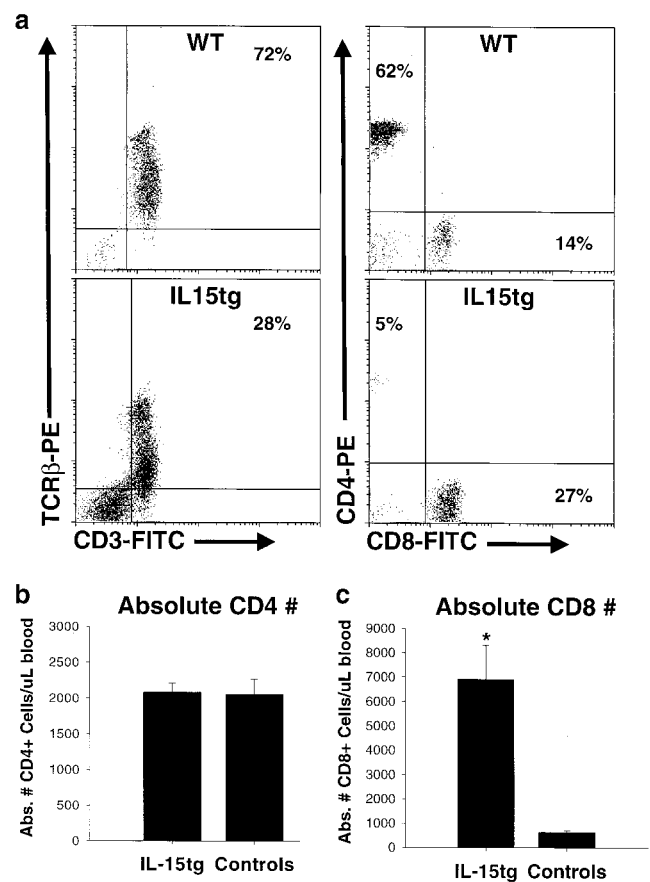 a
WT
72%
WT
62%
14%
IL15tg
28%
IL15tg
5%
27%
TCRβ-PE
CD3-FITC
CD4-PE
CD8-FITC
b
Absolute CD4 #
Abs. # CD4+ Cells/uL blood
3000
2500
2000
1500
1000
500
0
IL-15tg Controls
c
Absolute CD8 #
Abs. # CD8+ Cells/uL blood
9000
8000
7000
6000
5000
4000
3000
2000
1000
0
*
IL-15tg Controls